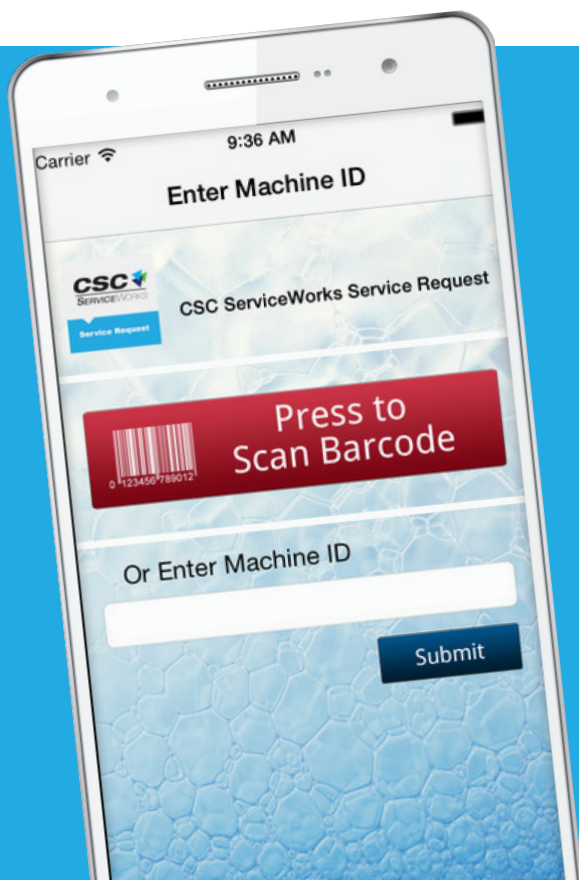 Carrier
9:36 AM
Enter Machine ID
CSC
SERVICEWORKS
Service Request
CSC ServiceWorks Service Request
Press to
Scan Barcode
0 123456 789012
Or Enter Machine ID
Submit